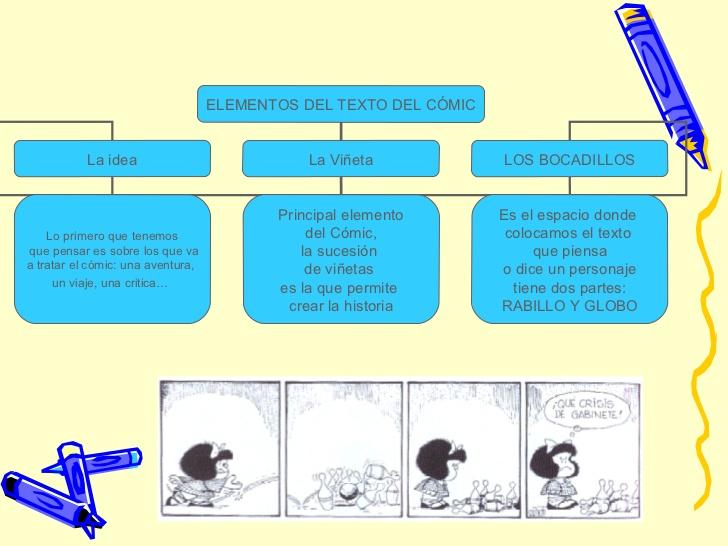 ELEMENTOS DEL TEXTO DEL CÓMIC
La idea
La Viñeta
LOS BOCADILLOS
Lo primero que tenemos
que pensar es sobre los que va
a tratar el cómic: una aventura,
un viaje, una crítica…
Principal elemento
del Cómic,
la sucesión
de viñetas
es la que permite
crear la historia
Es el espacio donde
colocamos el texto
que piensa
o dice un personaje
tiene dos partes:
RABILLO Y GLOBO
¡QUÉ CRISIS
DE GABINETE!